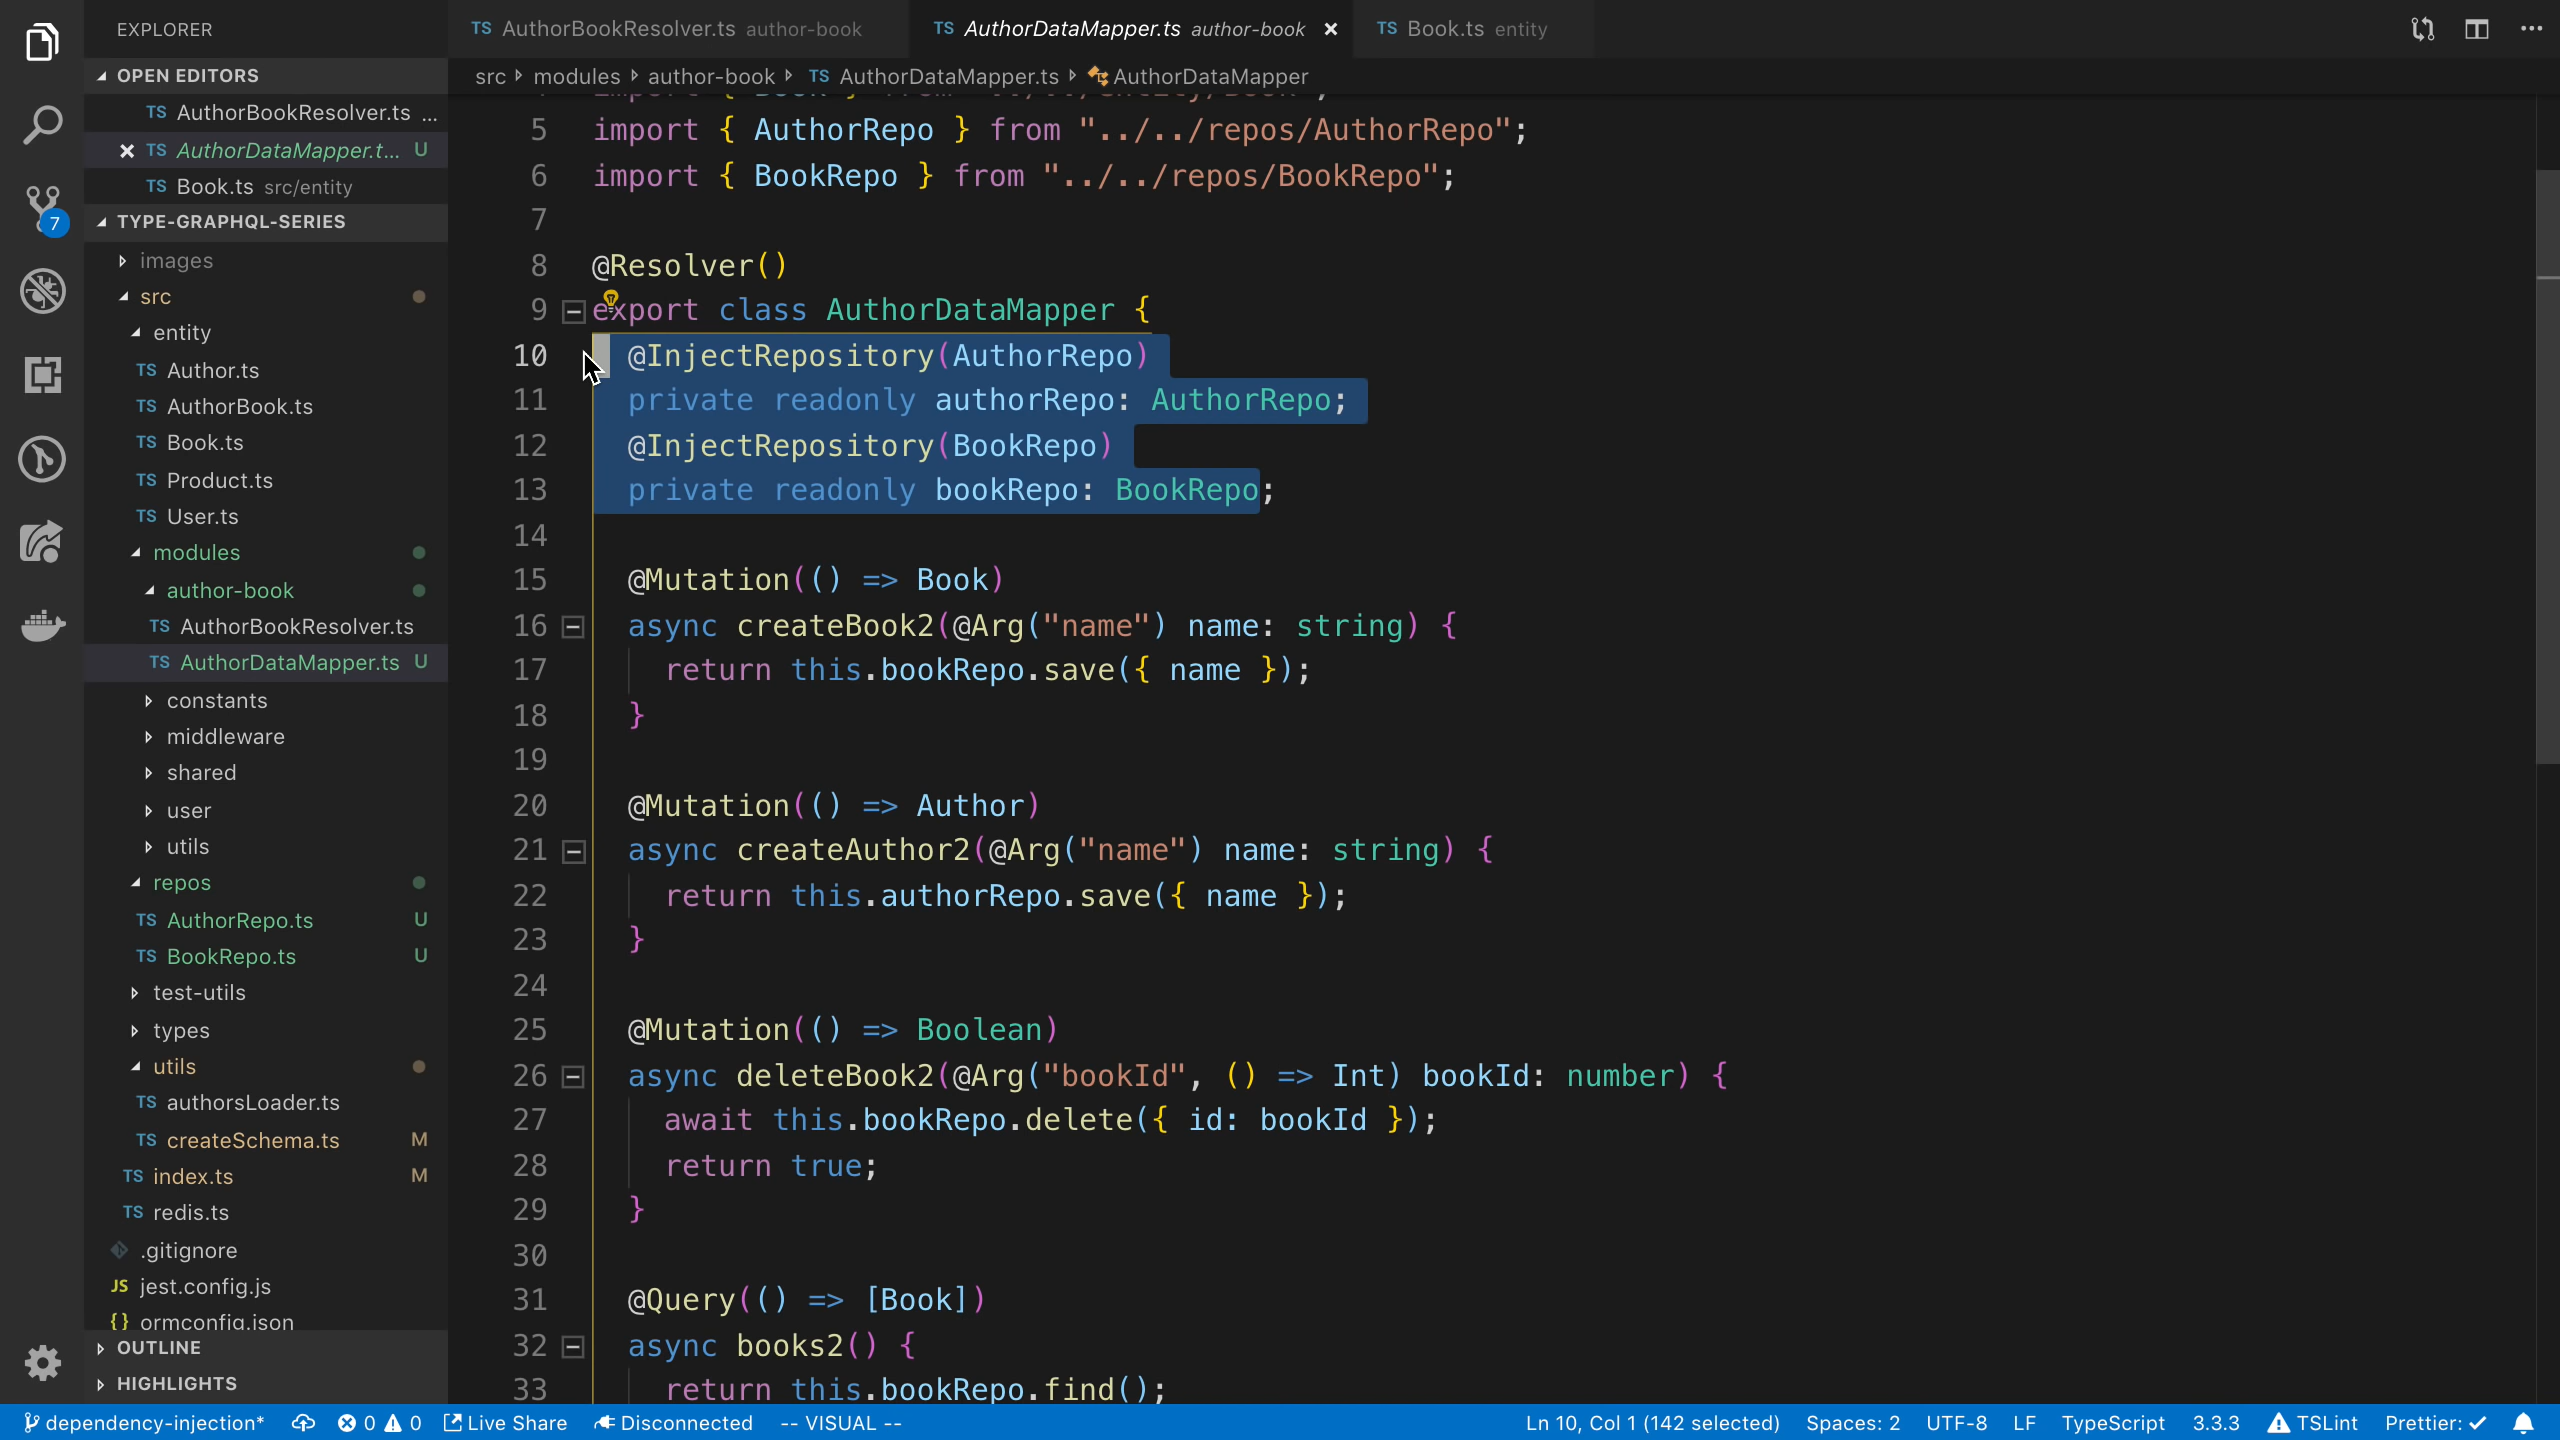 EXPLORER
OPEN EDITORS
TS AuthorBookResolver.ts ...
TS AuthorDataMapper.t... U
TS Book.ts src/entity
TYPE-GRAPHQL-SERIES
images
src
entity
TS Author.ts
TS AuthorBook.ts
TS Book.ts
TS Product.ts
TS User.ts
modules
author-book
TS AuthorBookResolver.ts
TS AuthorDataMapper.ts U
constants
middleware
shared
user
utils
repos
TS AuthorRepo.ts U
TS BookRepo.ts U
test-utils
types
utils
TS authorsLoader.ts
TS createSchema.ts M
TS index.ts M
TS redis.ts
.gitignore
JS jest.config.js
{} ormconfig.json
OUTLINE
HIGHLIGHTS
7
TS AuthorBookResolver.ts author-book TS AuthorDataMapper.ts author-book TS Book.ts entity
src modules author-book TS AuthorDataMapper.ts AuthorDataMapper
5 import { AuthorRepo } from "../../repos/AuthorRepo";
6 import { BookRepo } from "../../repos/BookRepo";
7
8 @Resolver()
9 export class AuthorDataMapper {
10 @InjectRepository(AuthorRepo)
11 private readonly authorRepo: AuthorRepo;
12 @InjectRepository(BookRepo)
13 private readonly bookRepo: BookRepo;
14
15 @Mutation(() => Book)
16 async createBook2(@Arg("name") name: string) {
17 return this.bookRepo.save({ name });
18 }
19
20 @Mutation(() => Author)
21 async createAuthor2(@Arg("name") name: string) {
22 return this.authorRepo.save({ name });
23 }
24
25 @Mutation(() => Boolean)
26 async deleteBook2(@Arg("bookId", () => Int) bookId: number) {
27 await this.bookRepo.delete({ id: bookId });
28 return true;
29 }
30
31 @Query(() => [Book])
32 async books2() {
33 return this.bookRepo.find();
dependency-injection* 0 0 Live Share Disconnected -- VISUAL -- Ln 10, Col 1 (142 selected) Spaces: 2 UTF-8 LF TypeScript 3.3.3 TSLint Prettier: ✓